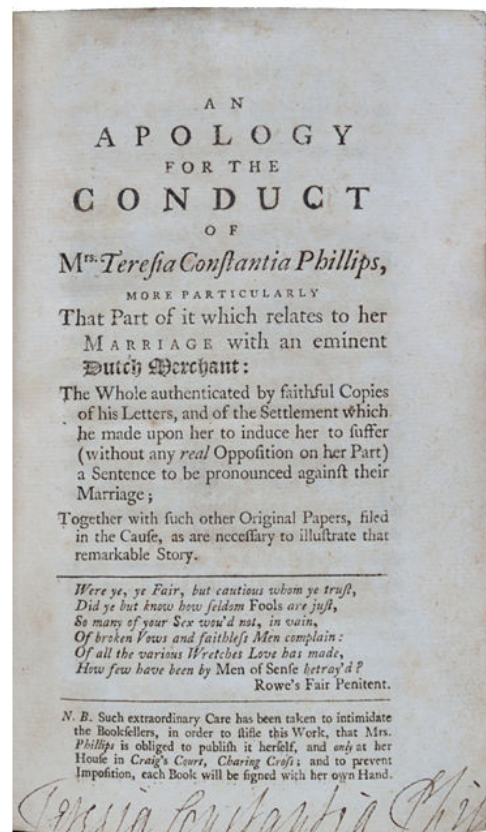 AN
APOLOGY
FOR THE
CONDUCT
OF
Mrs. Tereſia Conſtantia Phillips,
MORE PARTICULARLY
That Part of it which relates to her
MARRIAGE with an eminent
Dutch Merchant:
The Whole authenticated by faithful Copies
of his Letters, and of the Settlement which
he made upon her to induce her to ſuffer
(without any real Oppoſition on her Part)
a Sentence to be pronounced againſt their
Marriage;
Together with ſuch other Original Papers, filed
in the Cauſe, as are neceſſary to illuſtrate that
remarkable Story.
Were ye, ye Fair, but cautious whom ye truſt,
Did ye but know how ſeldom Fools are juſt,
So many of your Sex wou'd not, in vain,
Of broken Vows and faithleſs Men complain:
Of all the various Wretches Love has made,
How few have been by Men of Senſe betray'd?
Rowe's Fair Penitent.
N. B. Such extraordinary Care has been taken to intimidate
the Bookſellers, in order to ſtifle this Work, that Mrs.
Phillips is obliged to publiſh it herſelf, and only at her
Houſe in Craig's Court, Charing Croſs; and to prevent
Impoſition, each Book will be ſigned with her own Hand.
Teresia Constantia Phil